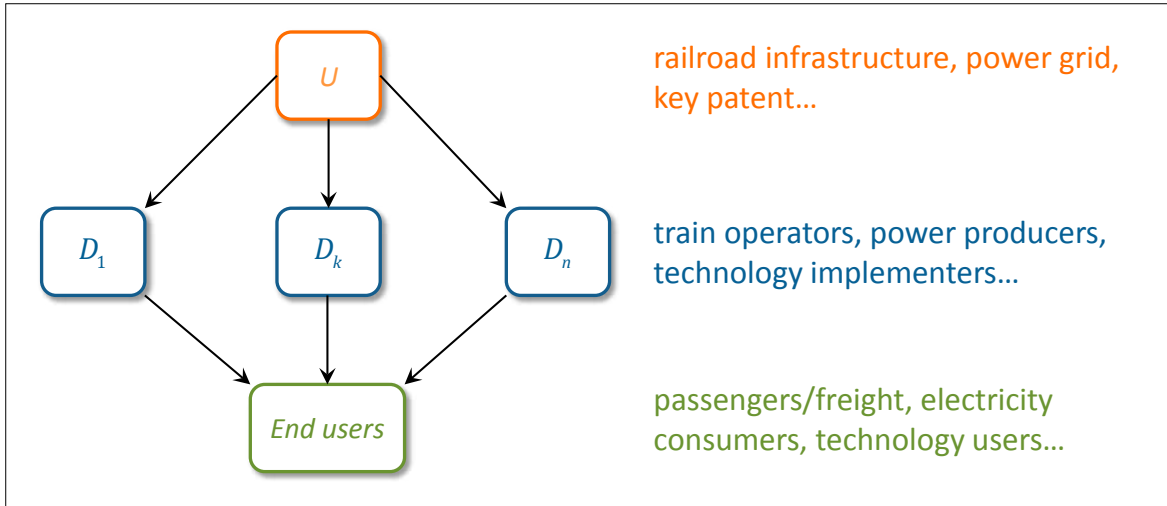 U
railroad infrastructure, power grid,
key patent…
D₁
Dₖ
Dₙ
train operators, power producers,
technology implementers…
End users
passengers/freight, electricity
consumers, technology users…